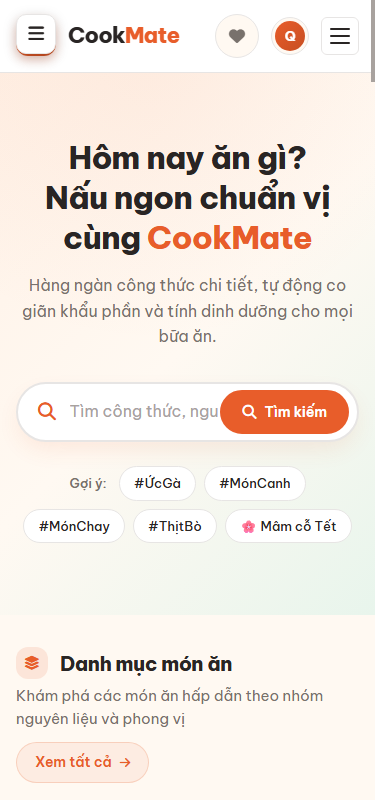 CookMate
Q
Hôm nay ăn gì?
Nấu ngon chuẩn vị
cùng CookMate
Hàng ngàn công thức chi tiết, tự động co
giãn khẩu phần và tính dinh dưỡng cho mọi
bữa ăn.
Tìm công thức, ngu
Tìm kiếm
Gợi ý: #ỨcGà #MónCanh
#MónChay #ThịtBò 🌸 Mâm cỗ Tết
Danh mục món ăn
Khám phá các món ăn hấp dẫn theo nhóm
nguyên liệu và phong vị
Xem tất cả →